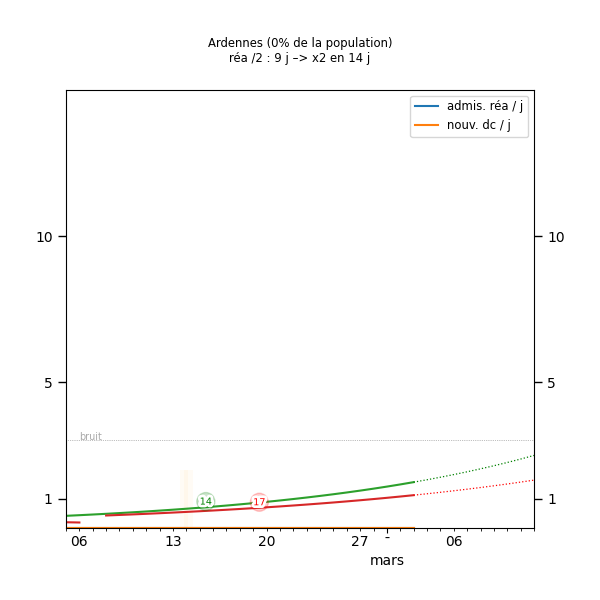 Ardennes (0% de la population)
réa /2 : 9 j –> x2 en 14 j
admis. réa / j
nouv. dc / j
10 10
5 5
bruit
14 17
1 1
06 13 20 27 - 06
mars